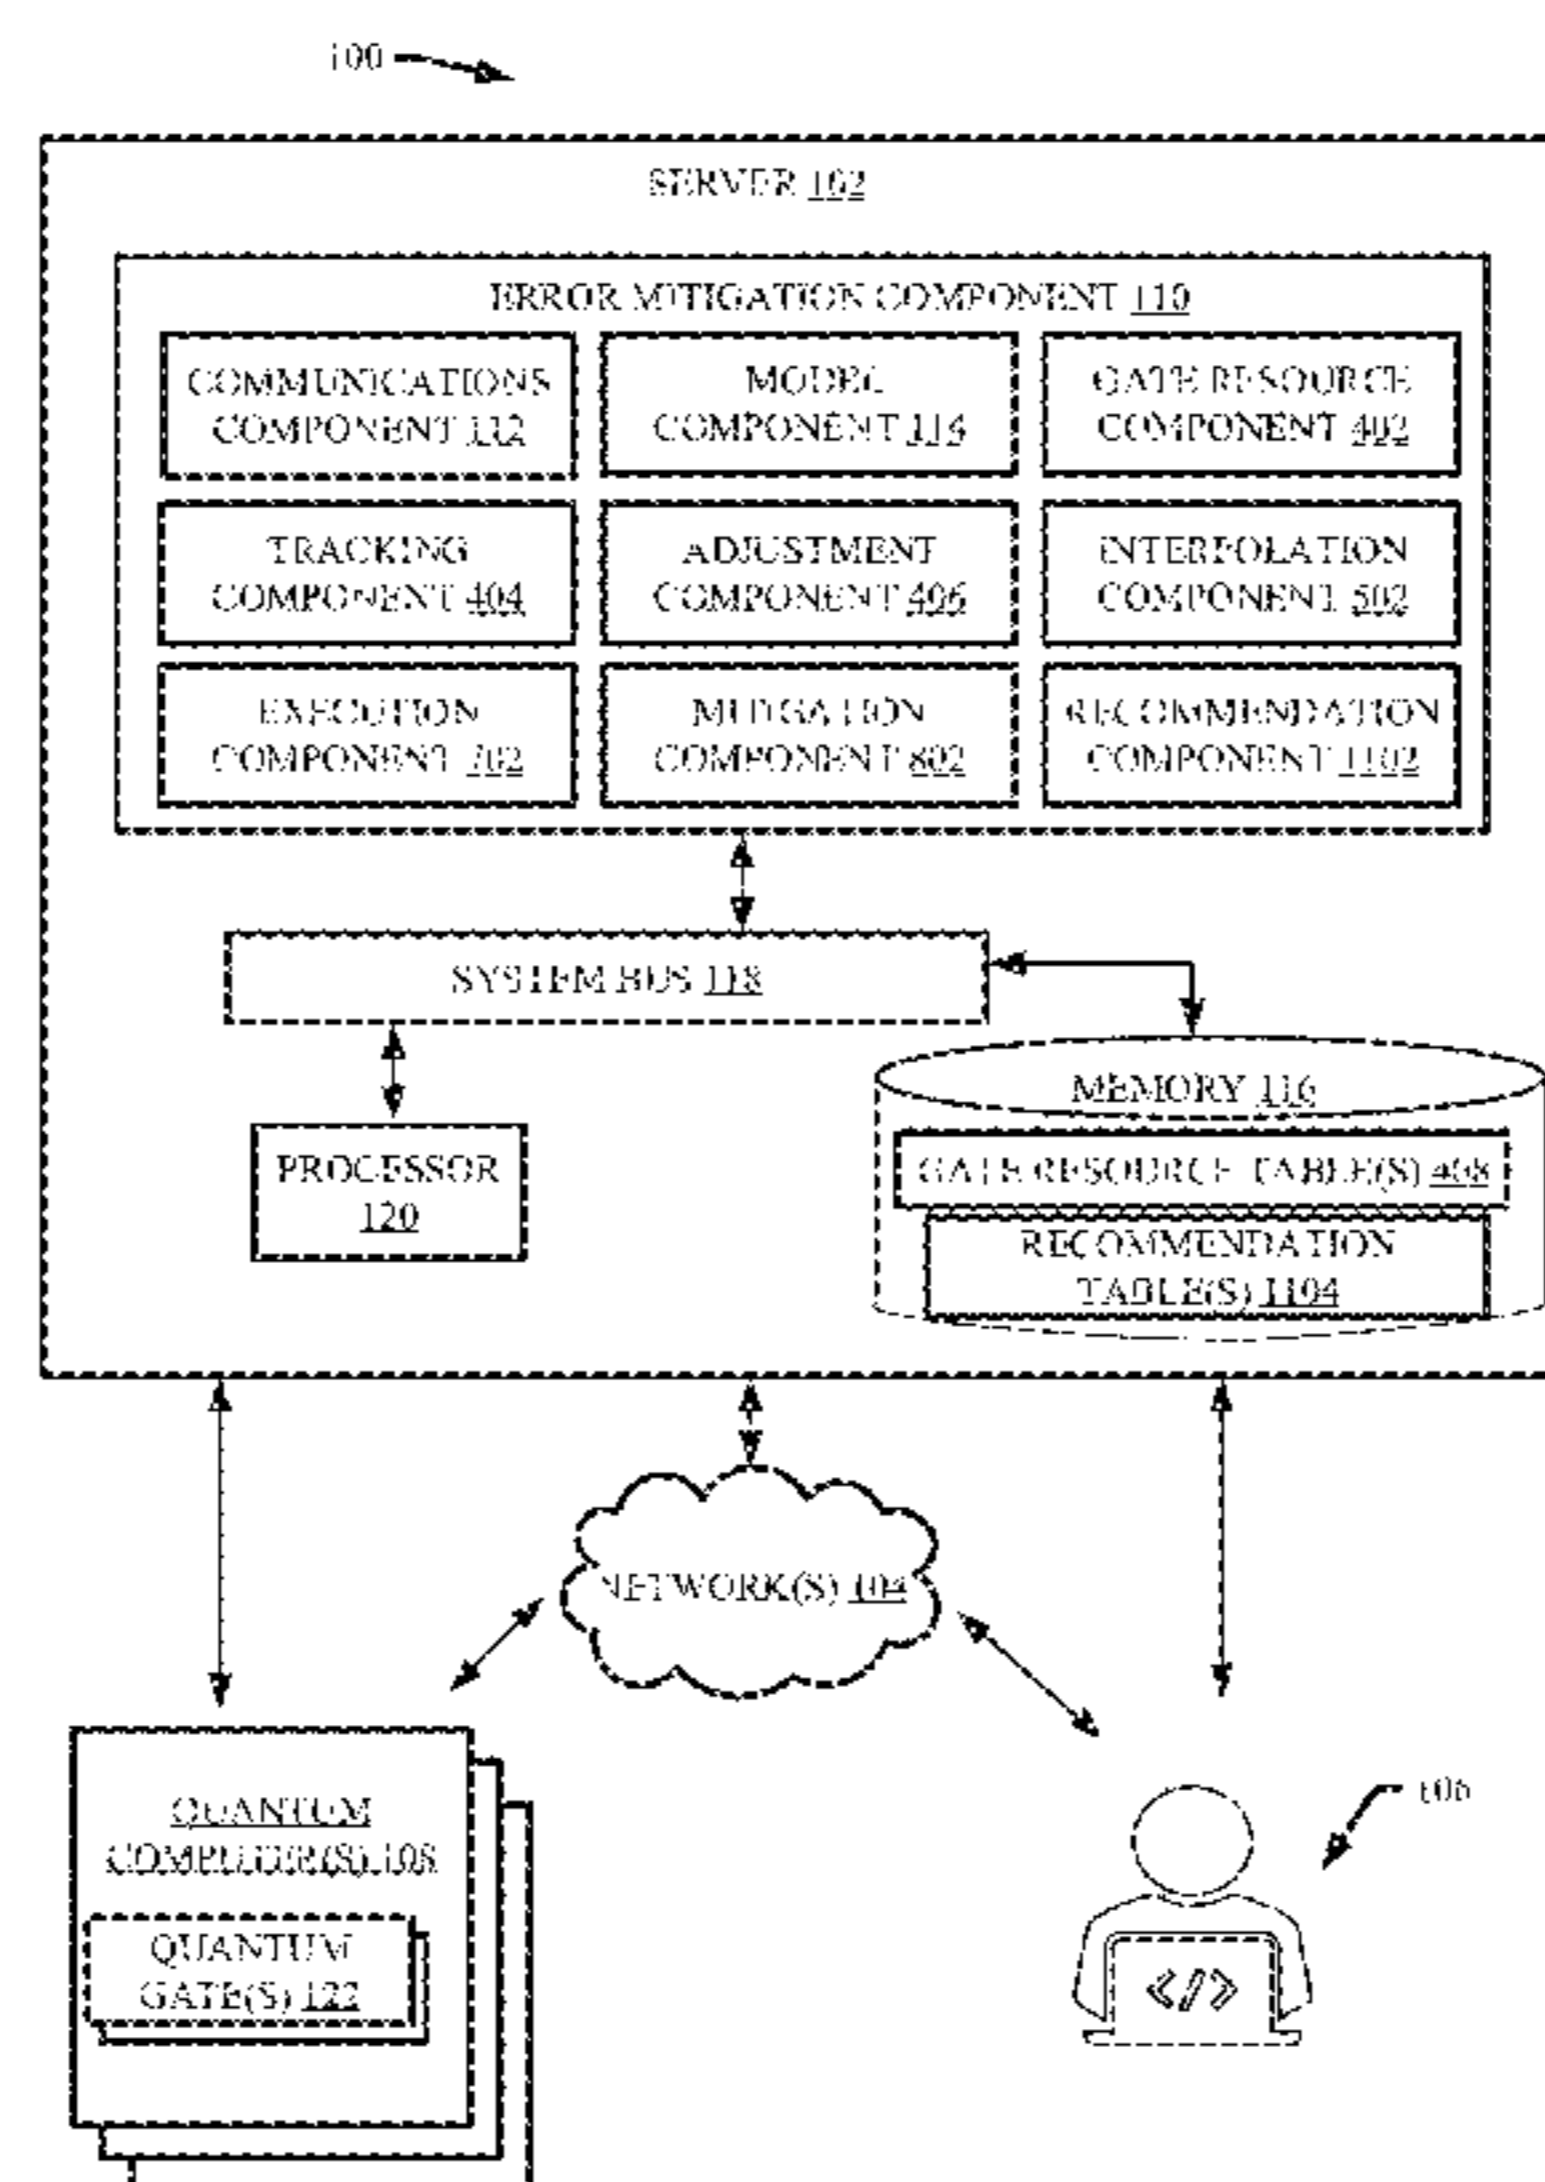 100
SERVER 102
ERROR MITIGATION COMPONENT 110
COMMUNICATIONS
COMPONENT 112
MODEL
COMPONENT 114
GATE RESOURCE
COMPONENT 402
TRACKING
COMPONENT 404
ADJUSTMENT
COMPONENT 406
INTERPOLATION
COMPONENT 502
EXECUTION
COMPONENT 702
MITIGATION
COMPONENT 802
RECOMMENDATION
COMPONENT 1102
SYSTEM BUS 118
MEMORY 116
PROCESSOR
120
GATE RESOURCE TABLE(S) 408
RECOMMENDATION
TABLE(S) 1104
NETWORK(S) 104
106
QUANTUM
COMPUTER(S) 108
QUANTUM
GATE(S) 122
</>